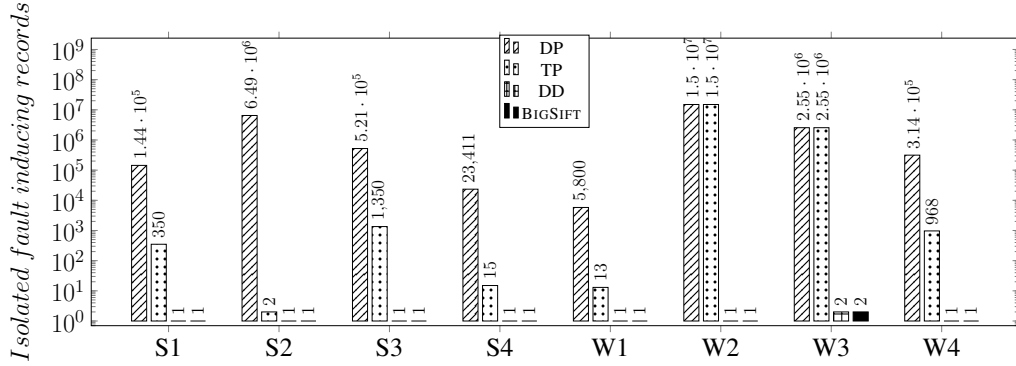 Isolated fault inducing records
10^9
10^8
10^7
10^6
10^5
10^4
10^3
10^2
10^1
10^0
DP
TP
DD
BIGSIFT
1.44 · 10^5
350
1
1
6.49 · 10^6
2
1
1
5.21 · 10^5
1,350
1
1
23,411
15
1
1
5,800
13
1
1
1.5 · 10^7
1.5 · 10^7
1
1
2.55 · 10^6
2.55 · 10^6
2
2
3.14 · 10^5
968
1
1
S1 S2 S3 S4 W1 W2 W3 W4